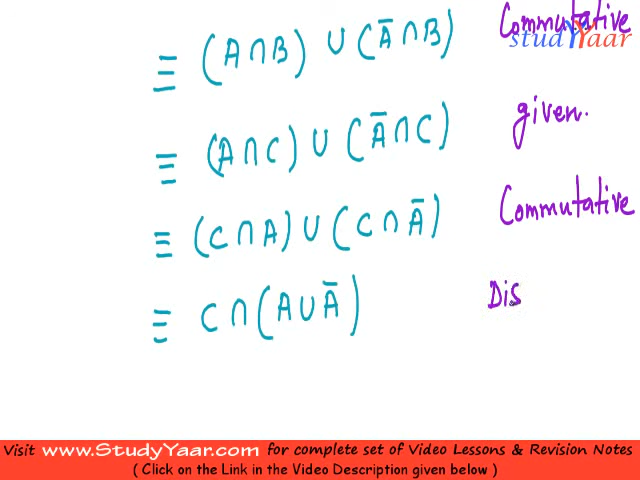 ≡ (A∩B) ∪ (Ā∩B) Commutative
studyYaar
≡ (A∩C) ∪ (Ā∩C) given.
≡ (C∩A) ∪ (C∩Ā) Commutative
≡ C∩(A∪Ā) Dis
Visit www.StudyYaar.com for complete set of Video Lessons & Revision Notes
( Click on the Link in the Video Description given below )